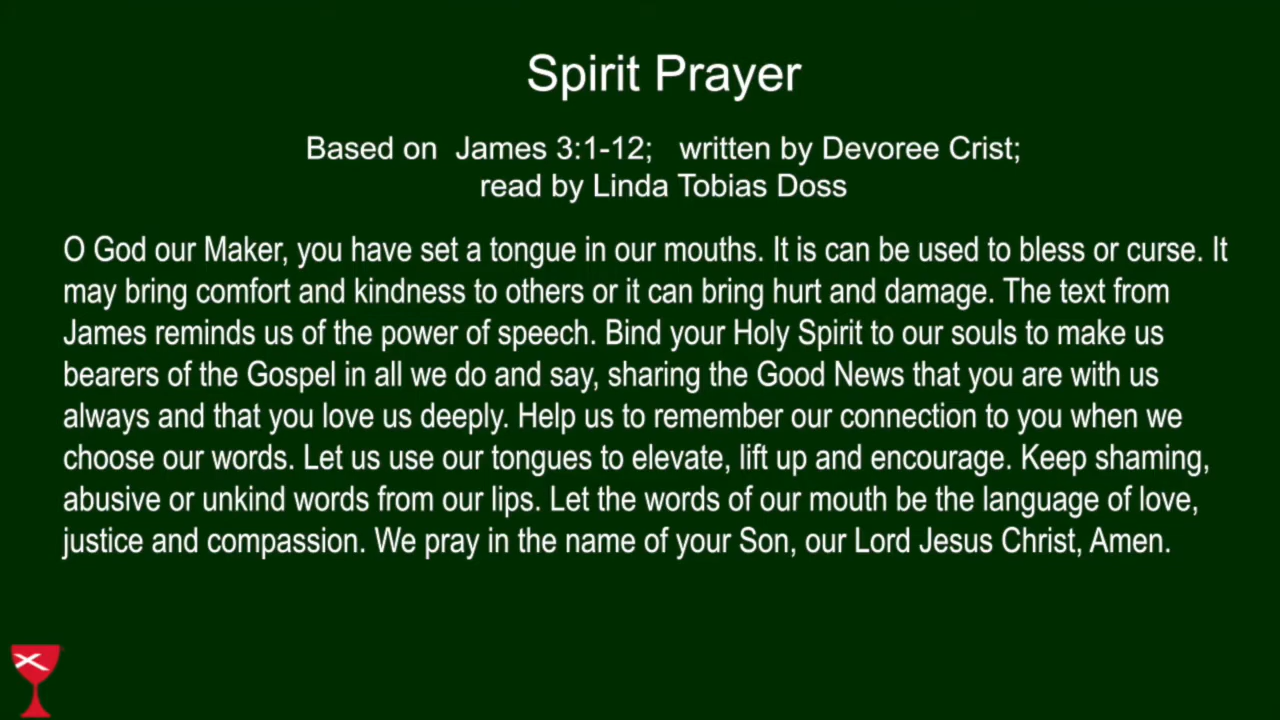 Spirit Prayer
Based on James 3:1-12; written by Devoree Crist;
read by Linda Tobias Doss
O God our Maker, you have set a tongue in our mouths. It is can be used to bless or curse. It
may bring comfort and kindness to others or it can bring hurt and damage. The text from
James reminds us of the power of speech. Bind your Holy Spirit to our souls to make us
bearers of the Gospel in all we do and say, sharing the Good News that you are with us
always and that you love us deeply. Help us to remember our connection to you when we
choose our words. Let us use our tongues to elevate, lift up and encourage. Keep shaming,
abusive or unkind words from our lips. Let the words of our mouth be the language of love,
justice and compassion. We pray in the name of your Son, our Lord Jesus Christ, Amen.